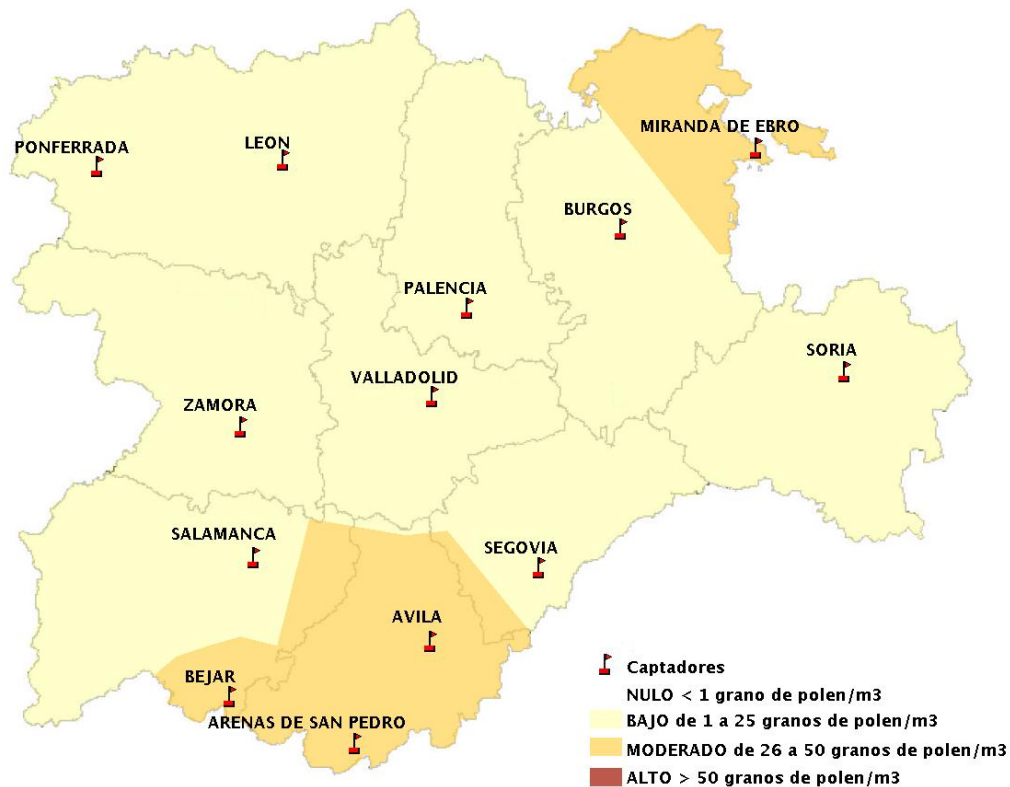 MIRANDA DE EBRO
PONFERRADA
LEON
BURGOS
PALENCIA
SORIA
VALLADOLID
ZAMORA
SALAMANCA
SEGOVIA
AVILA
BEJAR
ARENAS DE SAN PEDRO
Captadores
NULO < 1 grano de polen/m3
BAJO de 1 a 25 granos de polen/m3
MODERADO de 26 a 50 granos de polen/m3
ALTO > 50 granos de polen/m3